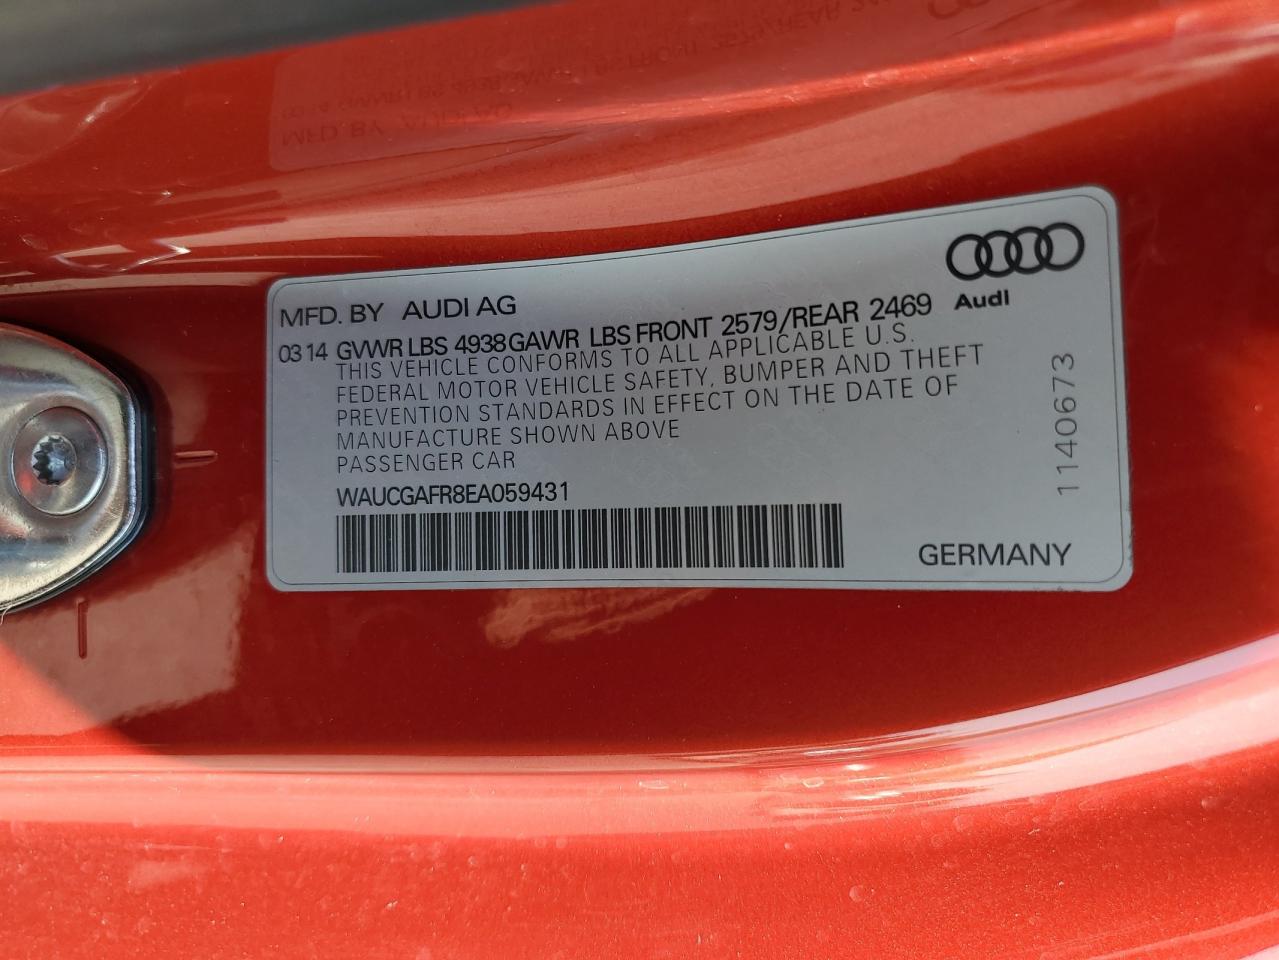 MFD. BY AUDI AG
Audi
03 14 GVWR LBS 4938 GAWR LBS FRONT 2579/REAR 2469
THIS VEHICLE CONFORMS TO ALL APPLICABLE U.S.
FEDERAL MOTOR VEHICLE SAFETY, BUMPER AND THEFT
PREVENTION STANDARDS IN EFFECT ON THE DATE OF
MANUFACTURE SHOWN ABOVE
PASSENGER CAR
WAUCGAFR8EA059431
GERMANY
1140673